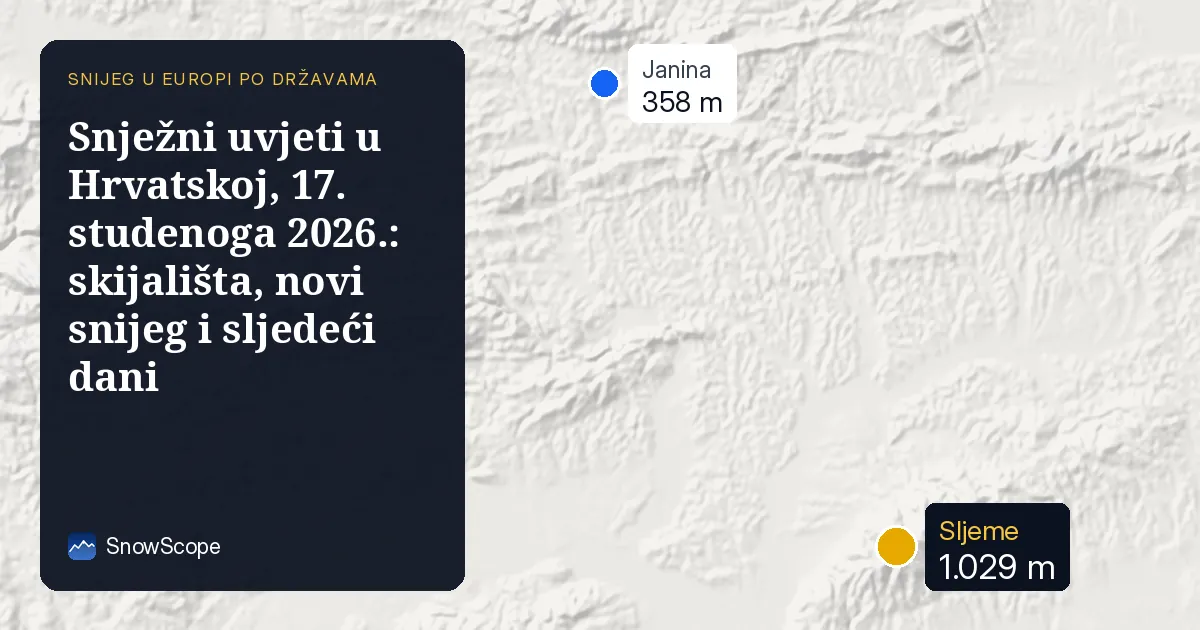 SNIJEG U EUROPI PO DRŽAVAMA
Snježni uvjeti u
Hrvatskoj, 17.
studenoga 2026.:
skijališta, novi
snijeg i sljedeći
dani
SnowScope
Janina
358 m
Sljeme
1.029 m